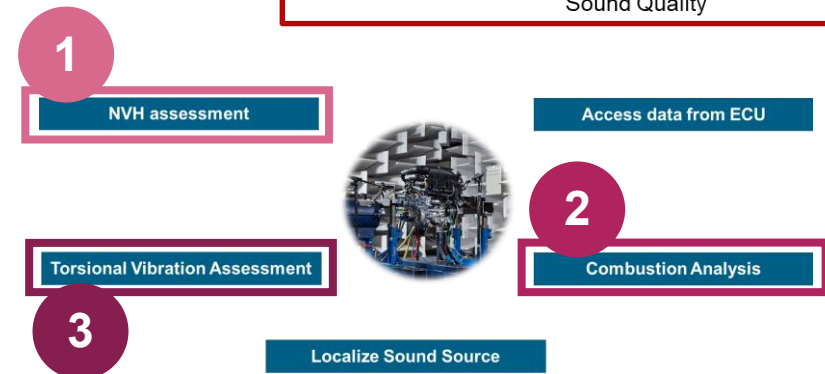 Sound Quality
1
NVH assessment
Access data from ECU
2
Torsional Vibration Assessment
Combustion Analysis
3
Localize Sound Source